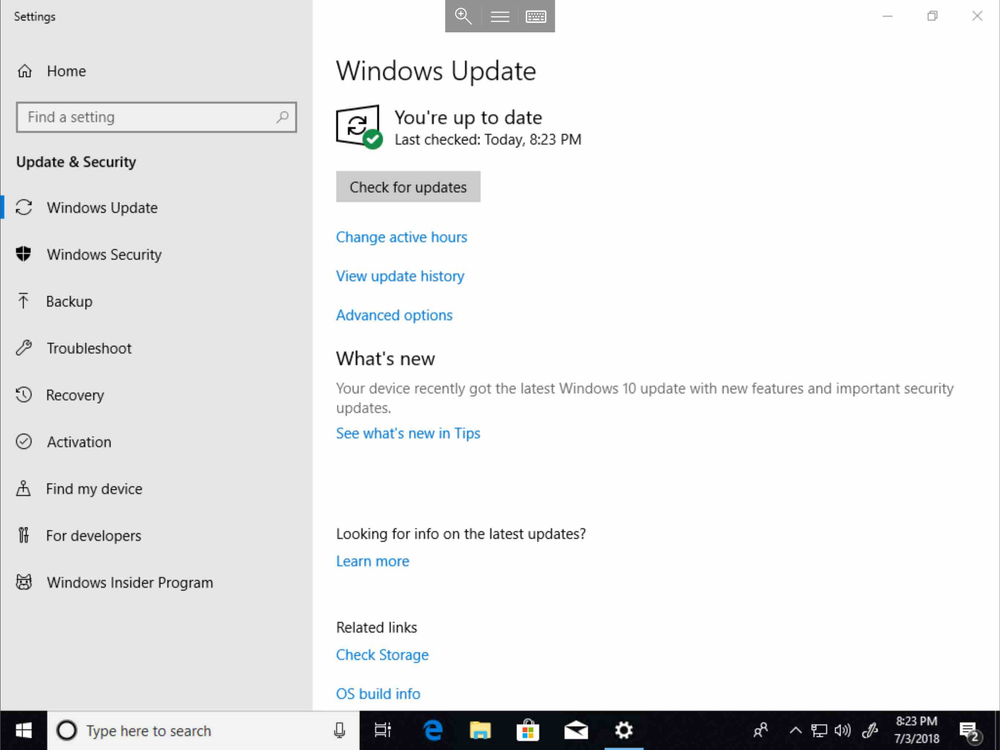 Settings
Home
Find a setting
Update & Security
Windows Update
Windows Security
Backup
Troubleshoot
Recovery
Activation
Find my device
For developers
Windows Insider Program
Windows Update
You're up to date
Last checked: Today, 8:23 PM
Check for updates
Change active hours
View update history
Advanced options
What's new
Your device recently got the latest Windows 10 update with new features and important security
updates.
See what's new in Tips
Looking for info on the latest updates?
Learn more
Related links
Check Storage
OS build info
Type here to search
8:23 PM
7/3/2018
2